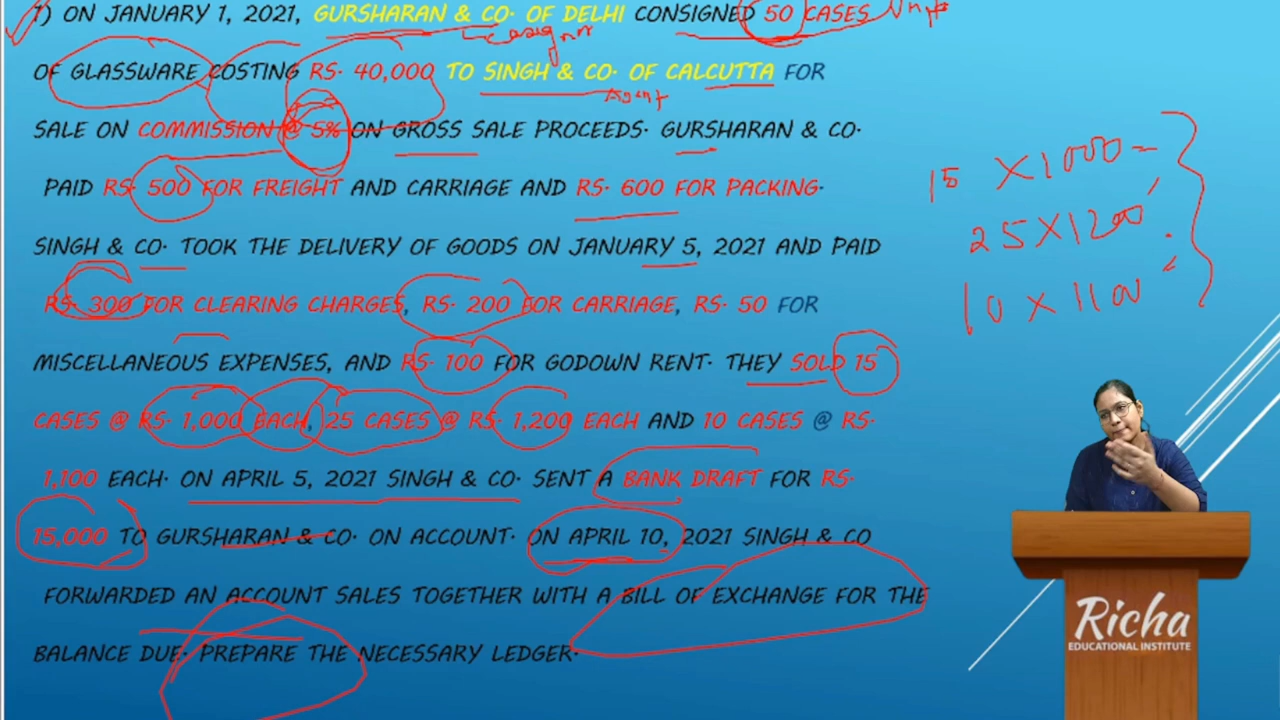 7) ON JANUARY 1, 2021, GURSHARAN & CO. OF DELHI CONSIGNED 50 CASES
OF GLASSWARE COSTING RS. 40,000 TO SINGH & CO. OF CALCUTTA FOR
Agent
SALE ON COMMISSION @ 5% ON GROSS SALE PROCEEDS. GURSHARAN & CO.
PAID RS. 500 FOR FREIGHT AND CARRIAGE AND RS. 600 FOR PACKING.
SINGH & CO. TOOK THE DELIVERY OF GOODS ON JANUARY 5, 2021 AND PAID
RS. 300 FOR CLEARING CHARGES, RS. 200 FOR CARRIAGE, RS. 50 FOR
MISCELLANEOUS EXPENSES, AND RS. 100 FOR GODOWN RENT. THEY SOLD 15
CASES @ RS. 1,000 EACH, 25 CASES @ RS. 1,200 EACH AND 10 CASES @ RS.
1,100 EACH. ON APRIL 5, 2021 SINGH & CO. SENT A BANK DRAFT FOR RS.
15,000 TO GURSHARAN & CO. ON ACCOUNT. ON APRIL 10, 2021 SINGH & CO
FORWARDED AN ACCOUNT SALES TOGETHER WITH A BILL OF EXCHANGE FOR THE
BALANCE DUE. PREPARE THE NECESSARY LEDGER.
15 X 1000 =
25 X 1200
10 X 1100
Richa
EDUCATIONAL INSTITUTE